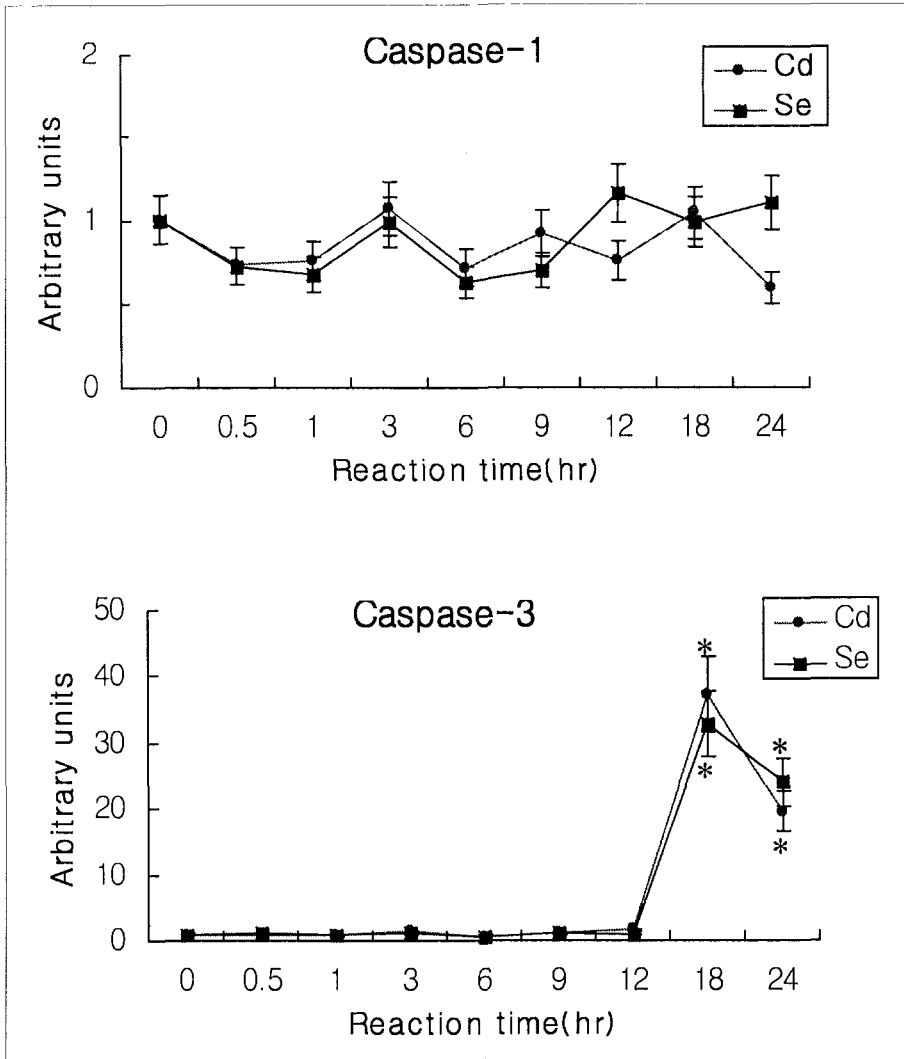 Caspase-1
Cd
Se
2
1
0
Arbitrary units
0 0.5 1 3 6 9 12 18 24
Reaction time(hr)
Caspase-3
Cd
Se
50
40
30
20
10
0
Arbitrary units
*
*
*
*
0 0.5 1 3 6 9 12 18 24
Reaction time(hr)